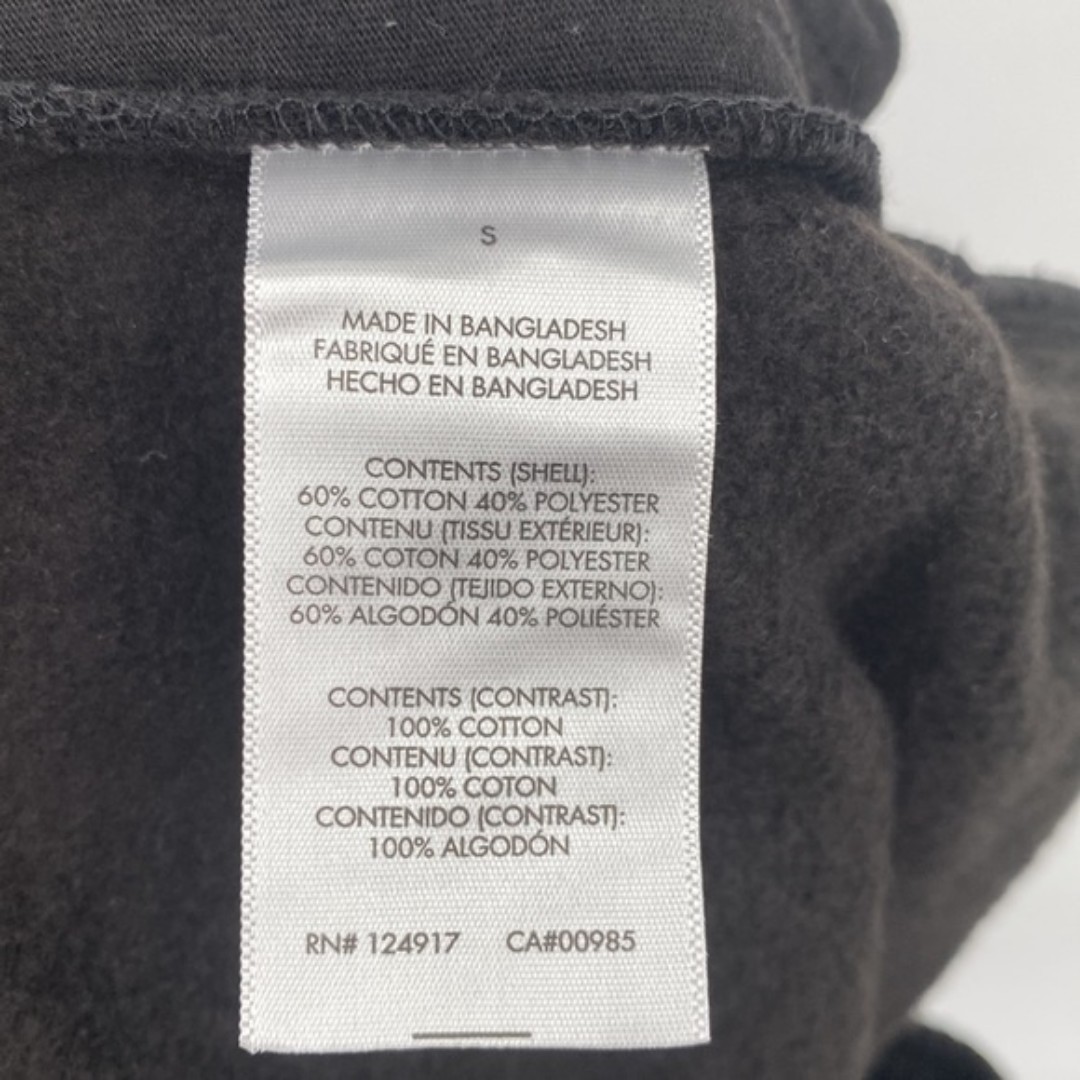 S
MADE IN BANGLADESH
FABRIQUÉ EN BANGLADESH
HECHO EN BANGLADESH
CONTENTS (SHELL):
60% COTTON 40% POLYESTER
CONTENU (TISSU EXTÉRIEUR):
60% COTON 40% POLYESTER
CONTENIDO (TEJIDO EXTERNO):
60% ALGODÓN 40% POLIÉSTER
CONTENTS (CONTRAST):
100% COTTON
CONTENU (CONTRAST):
100% COTON
CONTENIDO (CONTRAST):
100% ALGODÓN
RN# 124917 CA#00985